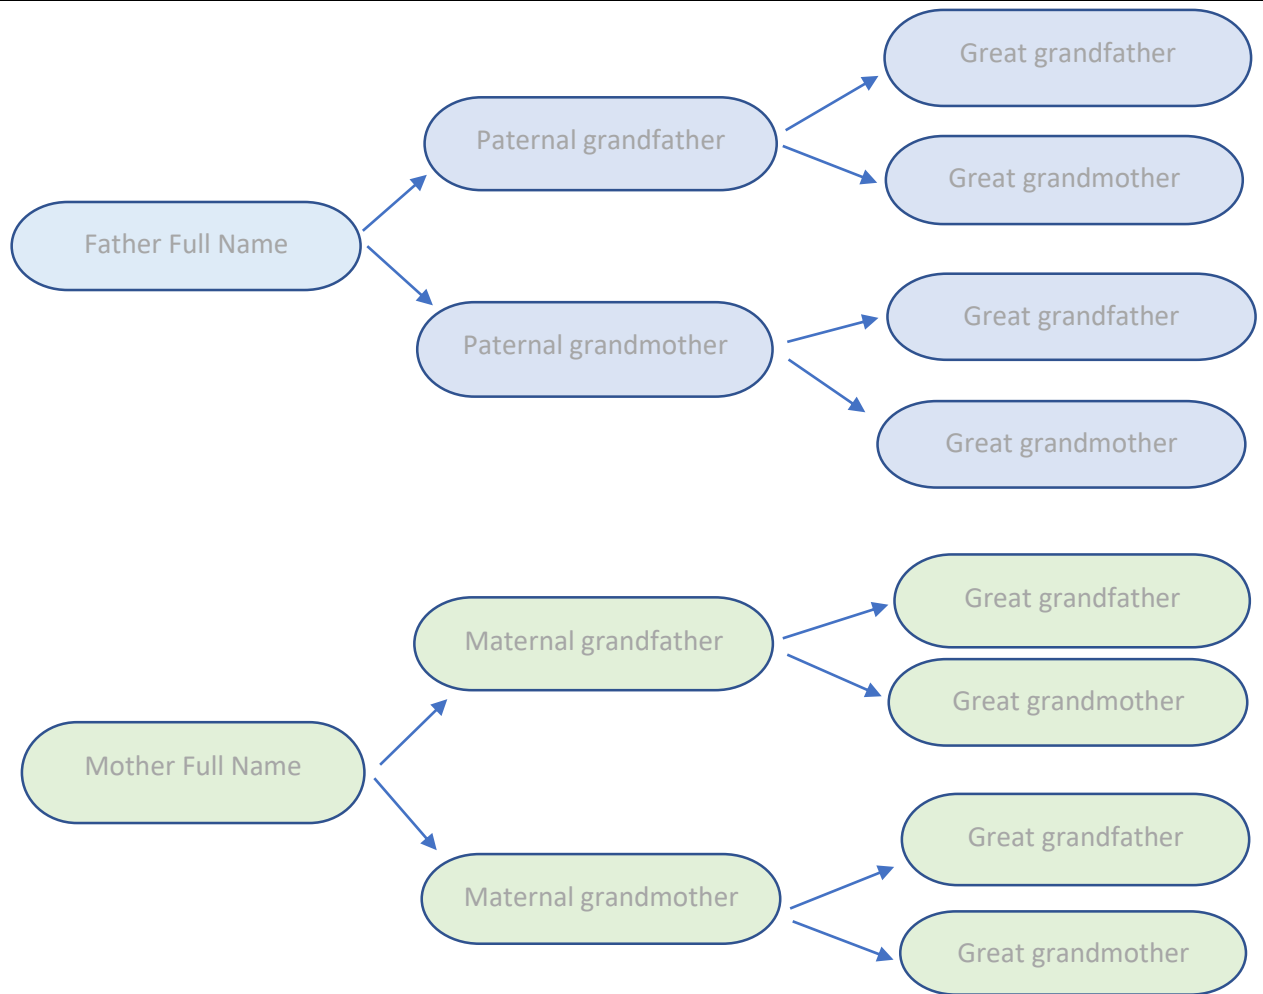 Great grandfather
Paternal grandfather
Great grandmother
Father Full Name
Great grandfather
Paternal grandmother
Great grandmother
Great grandfather
Maternal grandfather
Great grandmother
Mother Full Name
Great grandfather
Maternal grandmother
Great grandmother